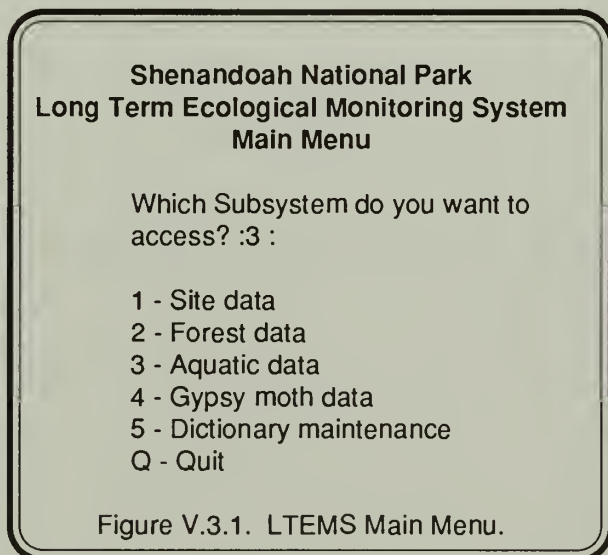 Shenandoah National Park
Long Term Ecological Monitoring System
Main Menu
Which Subsystem do you want to
access? :3 :
1 - Site data
2 - Forest data
3 - Aquatic data
4 - Gypsy moth data
5 - Dictionary maintenance
Q - Quit
Figure V.3.1. LTEMS Main Menu.